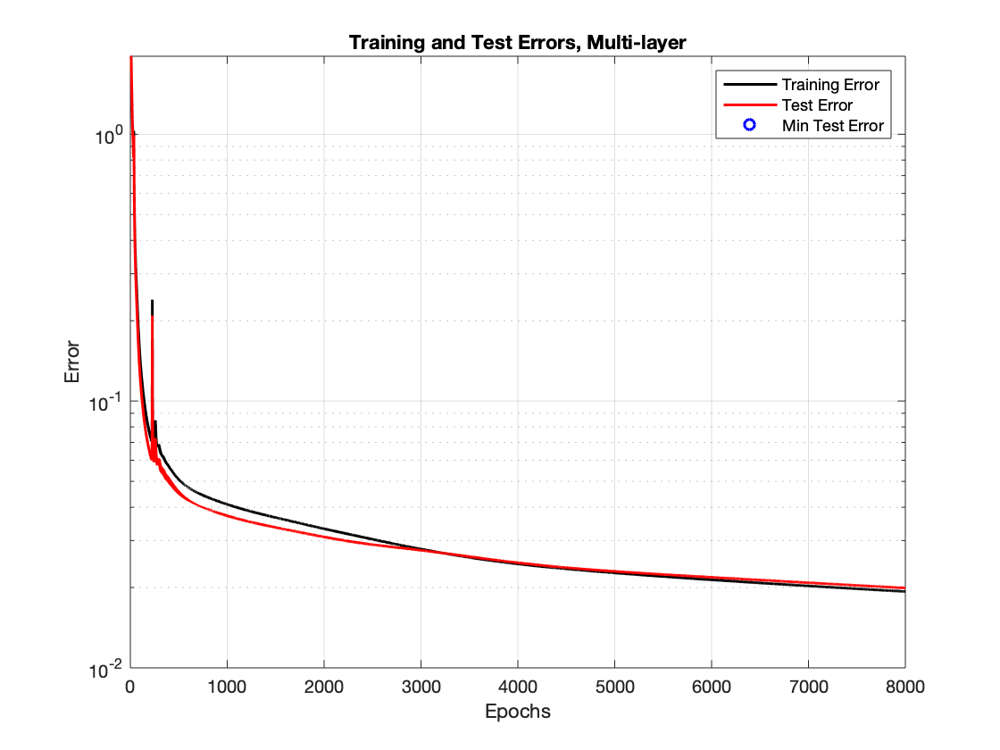 Training and Test Errors, Multi-layer
Training Error
Test Error
Min Test Error
10^0
10^-1
10^-2
Error
0 1000 2000 3000 4000 5000 6000 7000 8000
Epochs